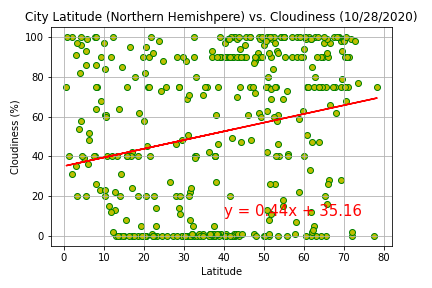 City Latitude (Northern Hemishpere) vs. Cloudiness (10/28/2020)
100
80
60
40
20
0
Cloudiness (%)
y = 0.44x + 35.16
0 10 20 30 40 50 60 70 80
Latitude